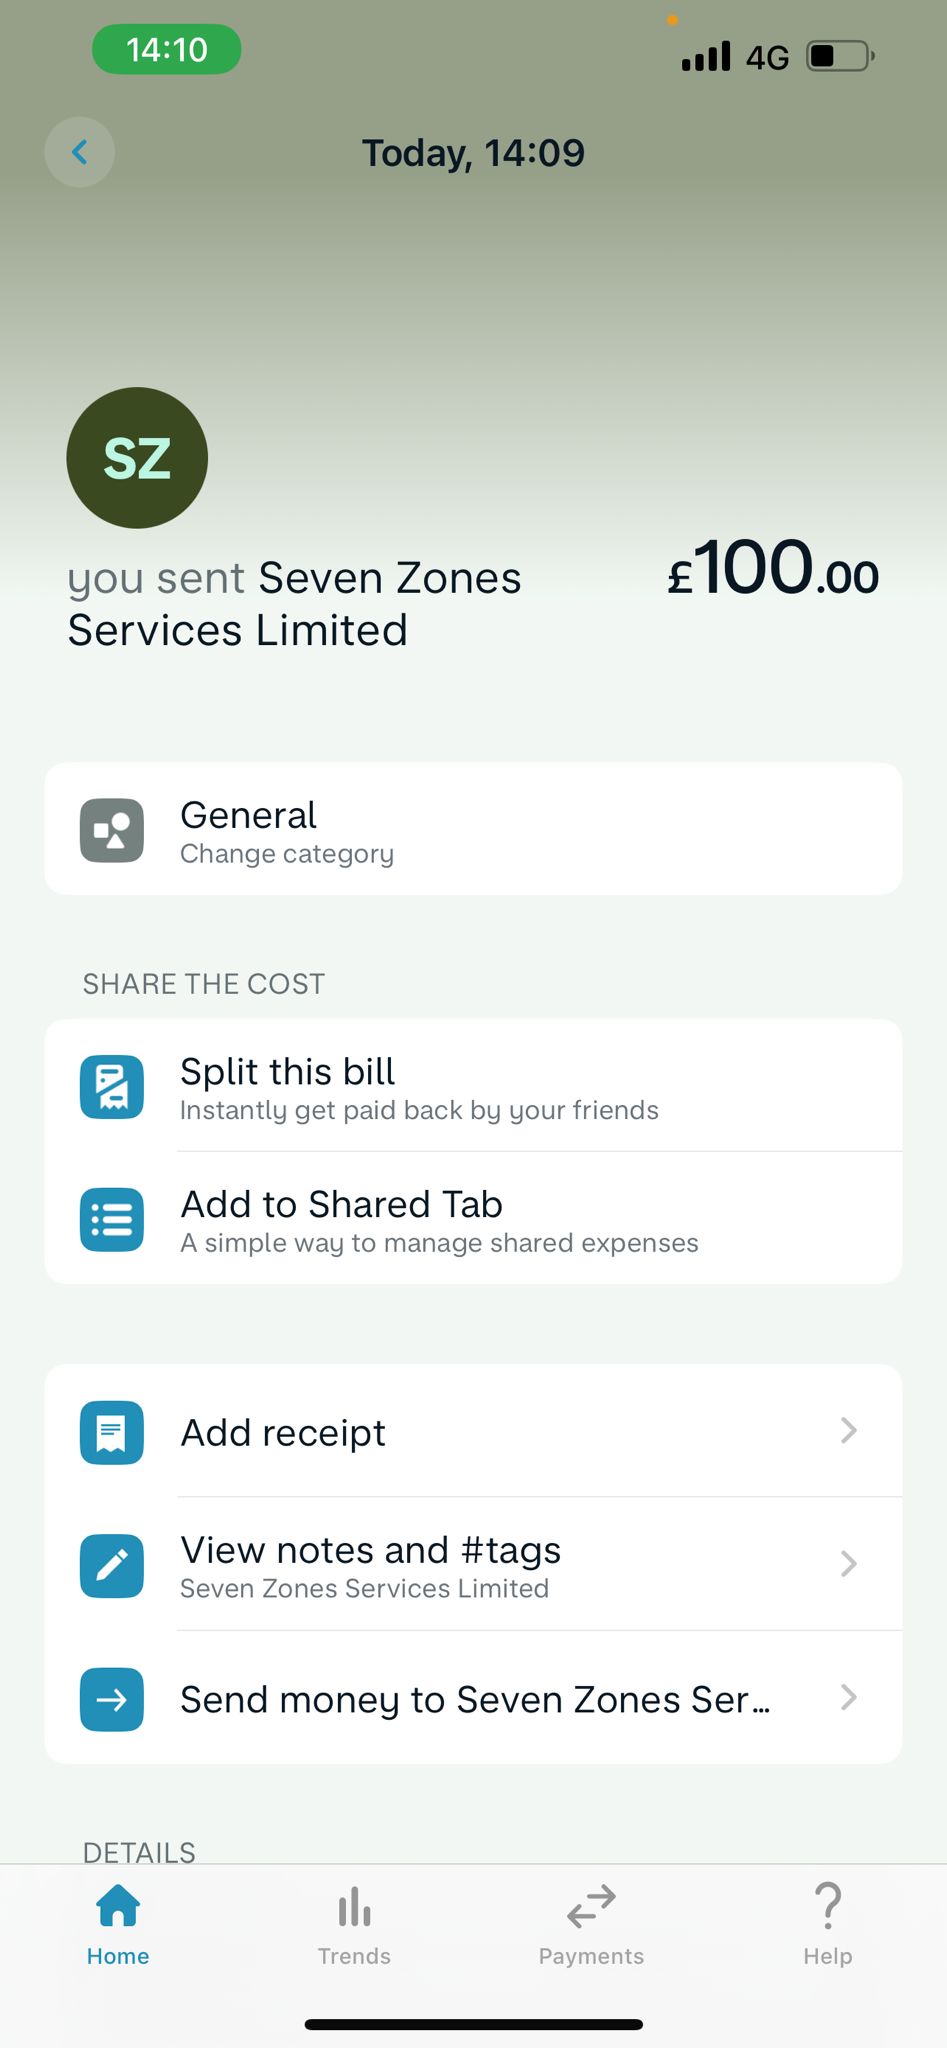 14:10
4G
Today, 14:09
SZ
you sent Seven Zones
Services Limited
£100.00
General
Change category
SHARE THE COST
Split this bill
Instantly get paid back by your friends
Add to Shared Tab
A simple way to manage shared expenses
Add receipt
View notes and #tags
Seven Zones Services Limited
Send money to Seven Zones Ser...
DETAILS
Home
Trends
Payments
Help